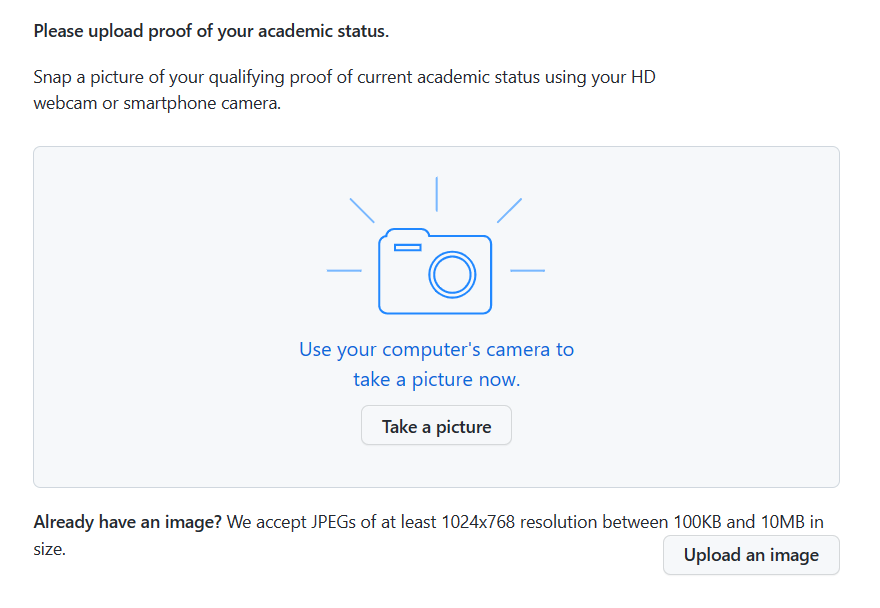 Please upload proof of your academic status.
Snap a picture of your qualifying proof of current academic status using your HD
webcam or smartphone camera.
Use your computer's camera to
take a picture now.
Take a picture
Already have an image? We accept JPEGs of at least 1024x768 resolution between 100KB and 10MB in
size.
Upload an image